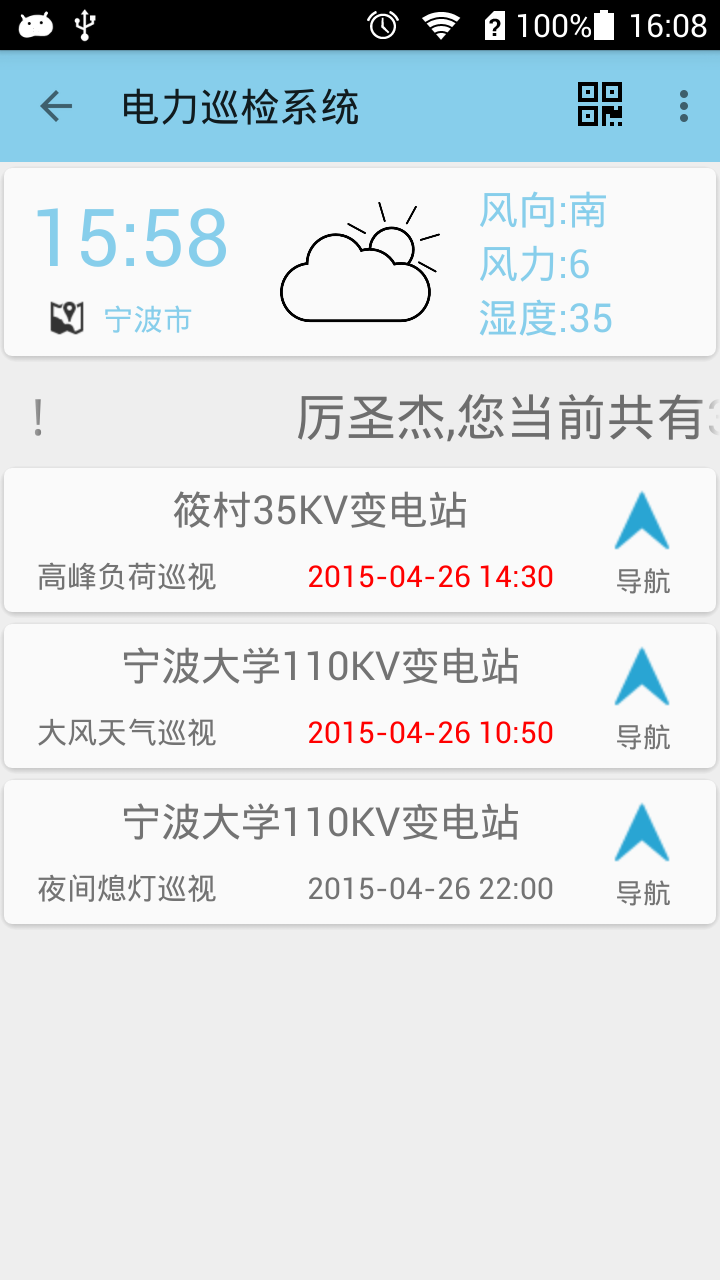 100% 16:08
电力巡检系统
15:58
宁波市
风向:南
风力:6
湿度:35
! 厉圣杰,您当前共有
筱村35KV变电站
高峰负荷巡视 2015-04-26 14:30 导航
宁波大学110KV变电站
大风天气巡视 2015-04-26 10:50 导航
宁波大学110KV变电站
夜间熄灯巡视 2015-04-26 22:00 导航